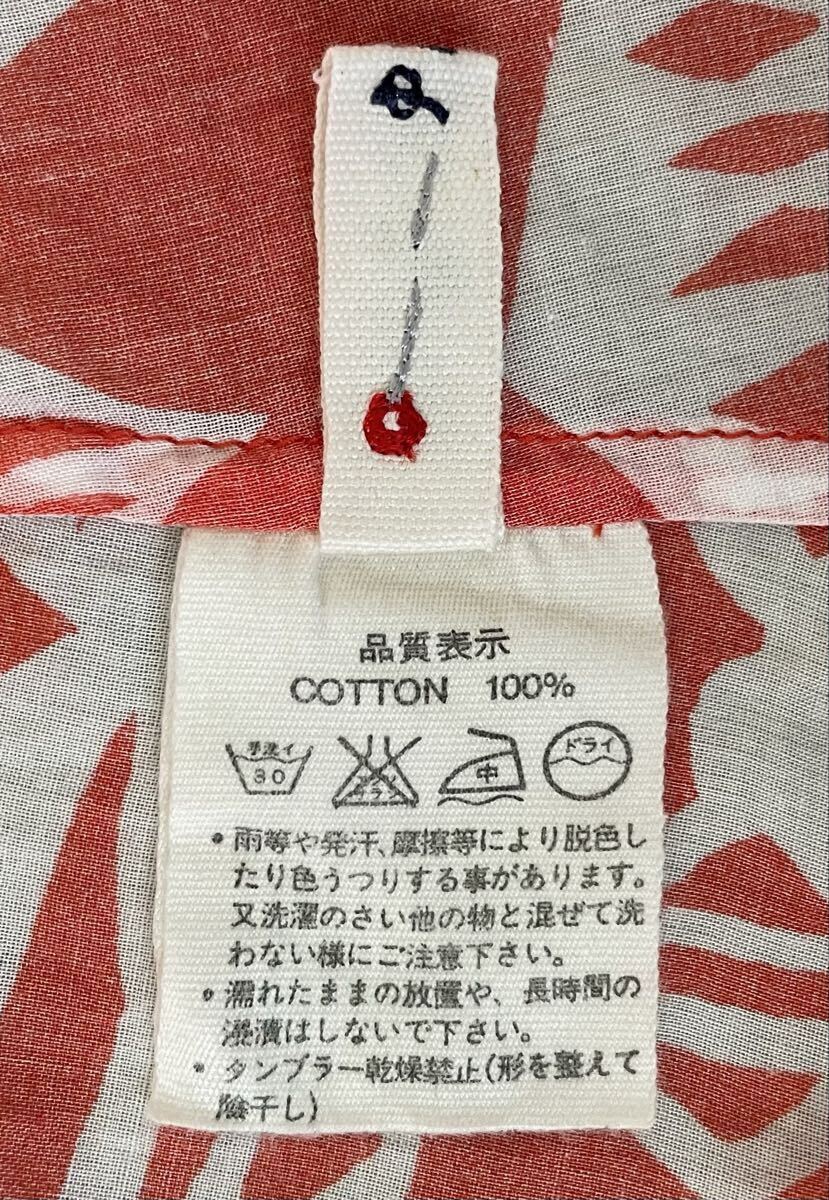 品質表示
COTTON 100%
手洗イ 中 ドライ
30
・雨等や発汗、摩擦等により脱色し
たり色うつりする事があります。
又洗濯のさい他の物と混ぜて洗
わない様にご注意下さい。
・濡れたままの放置や、長時間の
浸漬はしないで下さい。
・タンブラー乾燥禁止(形を整えて
陰干し)